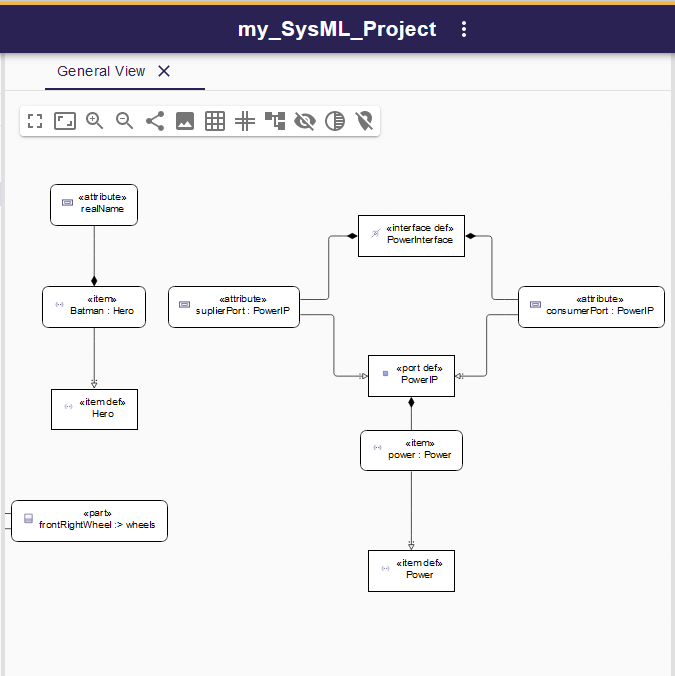 my_SysML_Project
General View
«attribute»
realName
«interface def»
PowerInterface
«item»
Batman : Hero
«attribute»
suplierPort : PowerIP
«attribute»
consumerPort : PowerIP
«port def»
PowerIP
«item def»
Hero
«item»
power : Power
«part»
frontRightWheel :> wheels
«item def»
Power